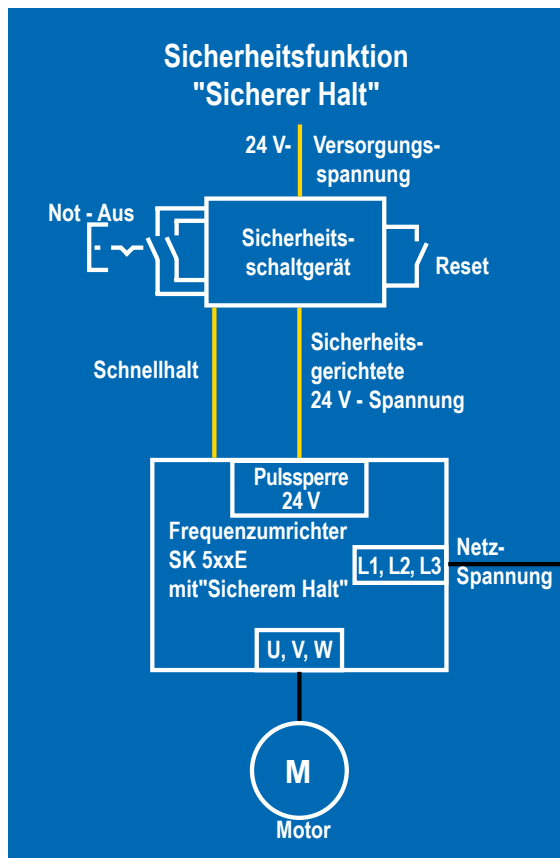 Sicherheitsfunktion
"Sicherer Halt"
24 V-
Versorgungs-
spannung
Not - Aus
Sicherheits-
schaltgerät
Reset
Schnellhalt
Sicherheits-
gerichtete
24 V - Spannung
Pulssperre
24 V
Frequenzumrichter
SK 5xxE
mit"Sicherem Halt"
L1, L2, L3
Netz-
Spannung
U, V, W
M
Motor